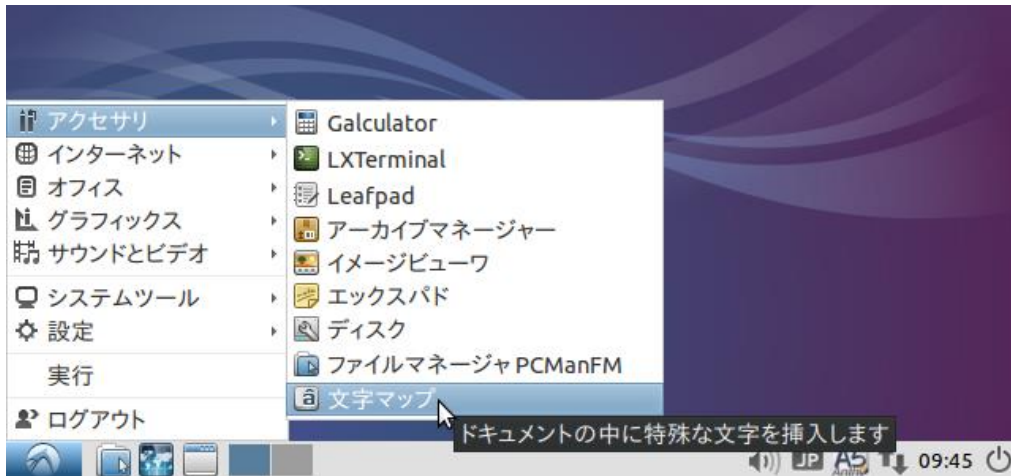 アクセサリ
インターネット
オフィス
グラフィックス
サウンドとビデオ
システムツール
設定
実行
ログアウト
Galculator
LXTerminal
Leafpad
アーカイブマネージャー
イメージビューワ
エックスパド
ディスク
ファイルマネージャ PCManFM
文字マップ
ドキュメントの中に特殊な文字を挿入します
JP
09:45